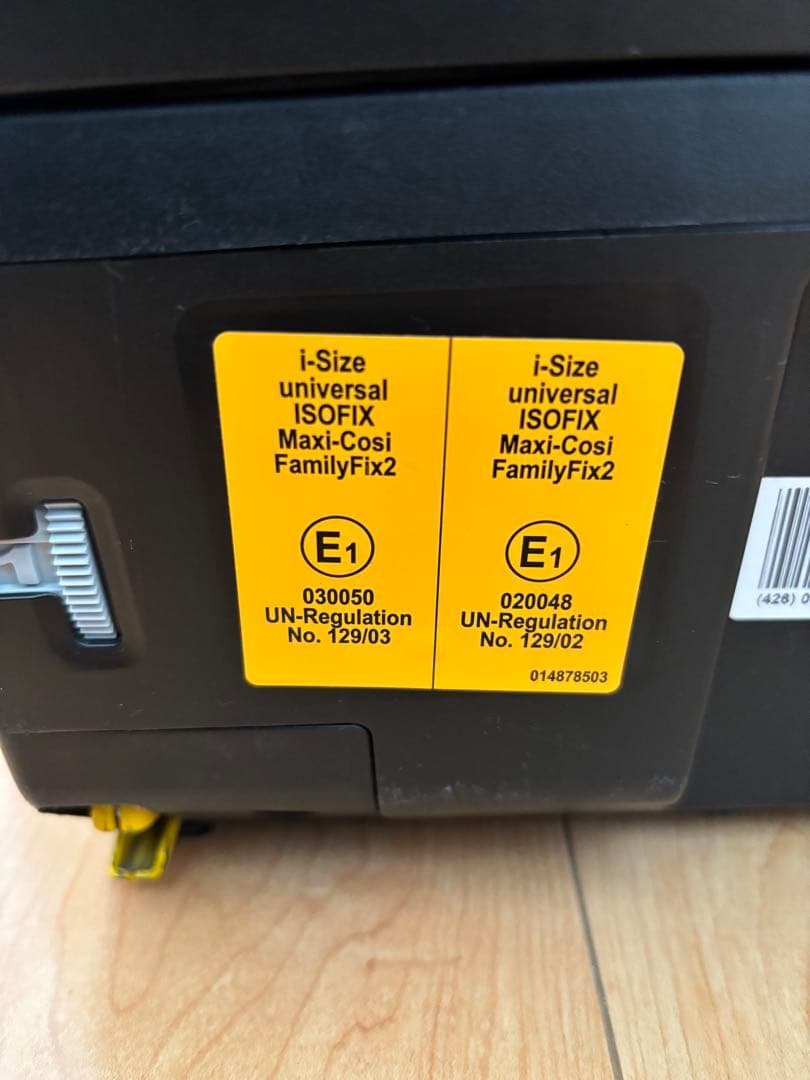 i-Size
universal
ISOFIX
Maxi-Cosi
FamilyFix2
E1
030050
UN-Regulation
No. 129/03
i-Size
universal
ISOFIX
Maxi-Cosi
FamilyFix2
E1
020048
UN-Regulation
No. 129/02
014878503